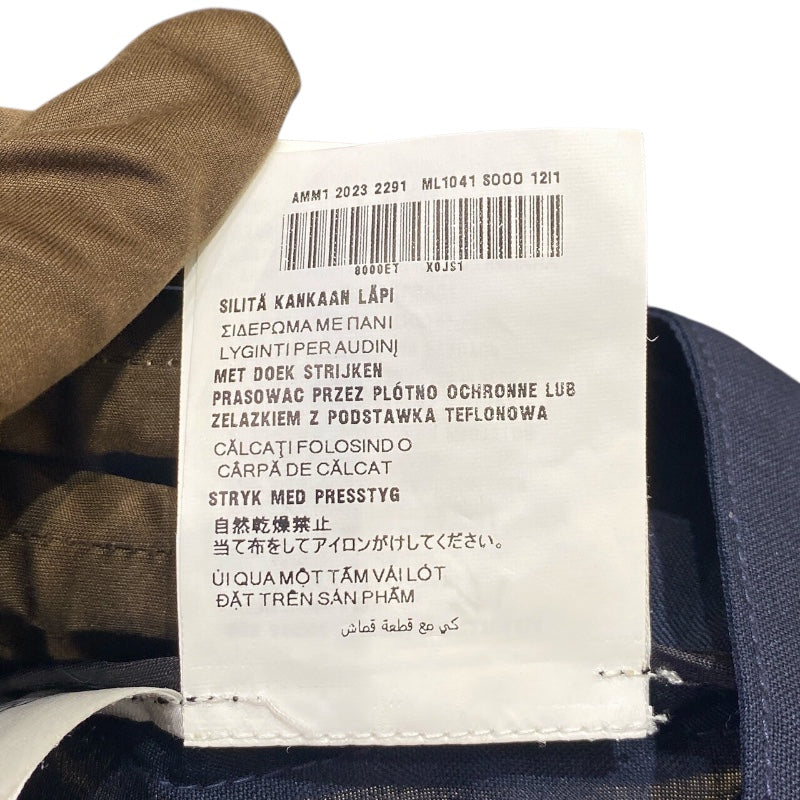 AMM1 2023 2291 ML1041 S000 12I1
8000ET X0JS1
SILITÄ KANKAAN LÄPI
ΣΙΔΕΡΩΜΑ ΜΕ ΠΑΝΙ
LYGINTI PER AUDINĮ
MET DOEK STRIJKEN
PRASOWAC PRZEZ PLÓTNO OCHRONNE LUB
ZELAZKIEM Z PODSTAWKA TEFLONOWA
CĂLCAŢI FOLOSIND O
CÂRPĂ DE CĂLCAT
STRYK MED PRESSTYG
自然乾燥禁止
当て布をしてアイロンがけしてください。
ỦI QUA MỘT TẤM VẢI LÓT
ĐẶT TRÊN SẢN PHẨM
كي مع قطعة قماش